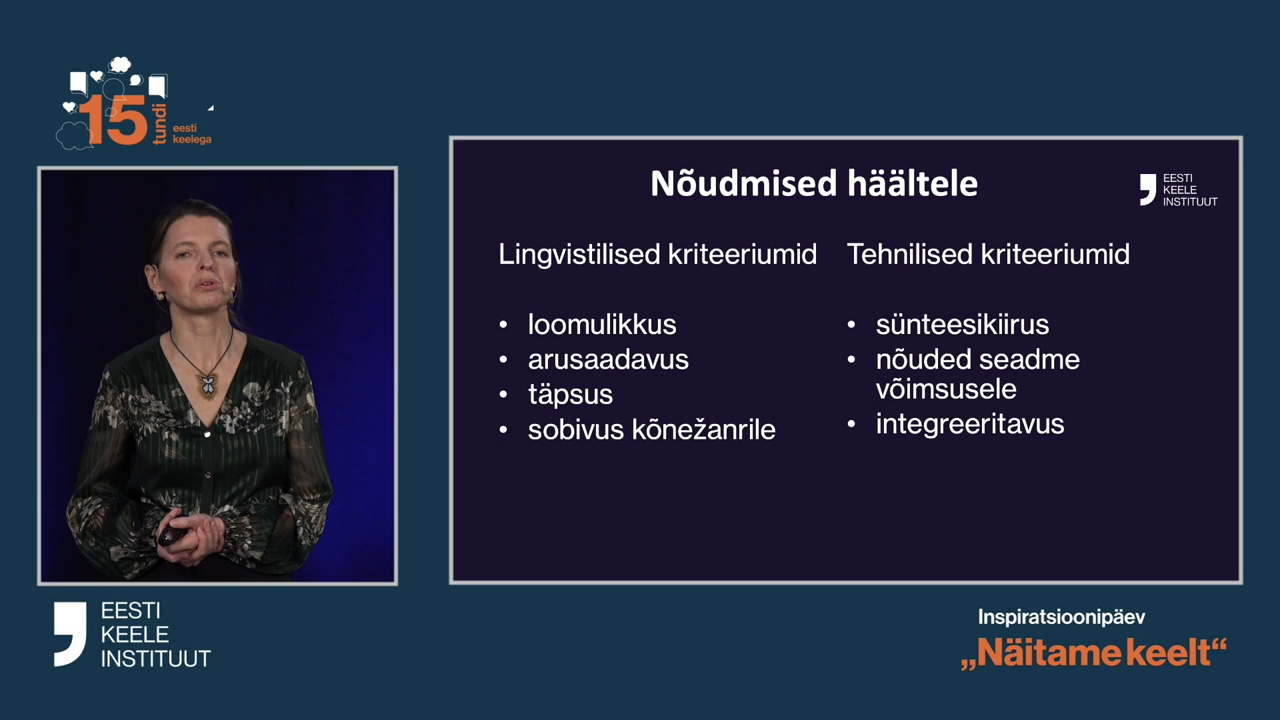 15
tundi
eesti
keelega
Nõudmised häältele
EESTI
KEELE
INSTITUUT
Lingvistilised kriteeriumid
• loomulikkus
• arusaadavus
• täpsus
• sobivus kõnežanrile
Tehnilised kriteeriumid
• sünteesikiirus
• nõuded seadme
võimsusele
• integreeritavus
EESTI
KEELE
INSTITUUT
Inspiratsioonipäev
„Näitame keelt“